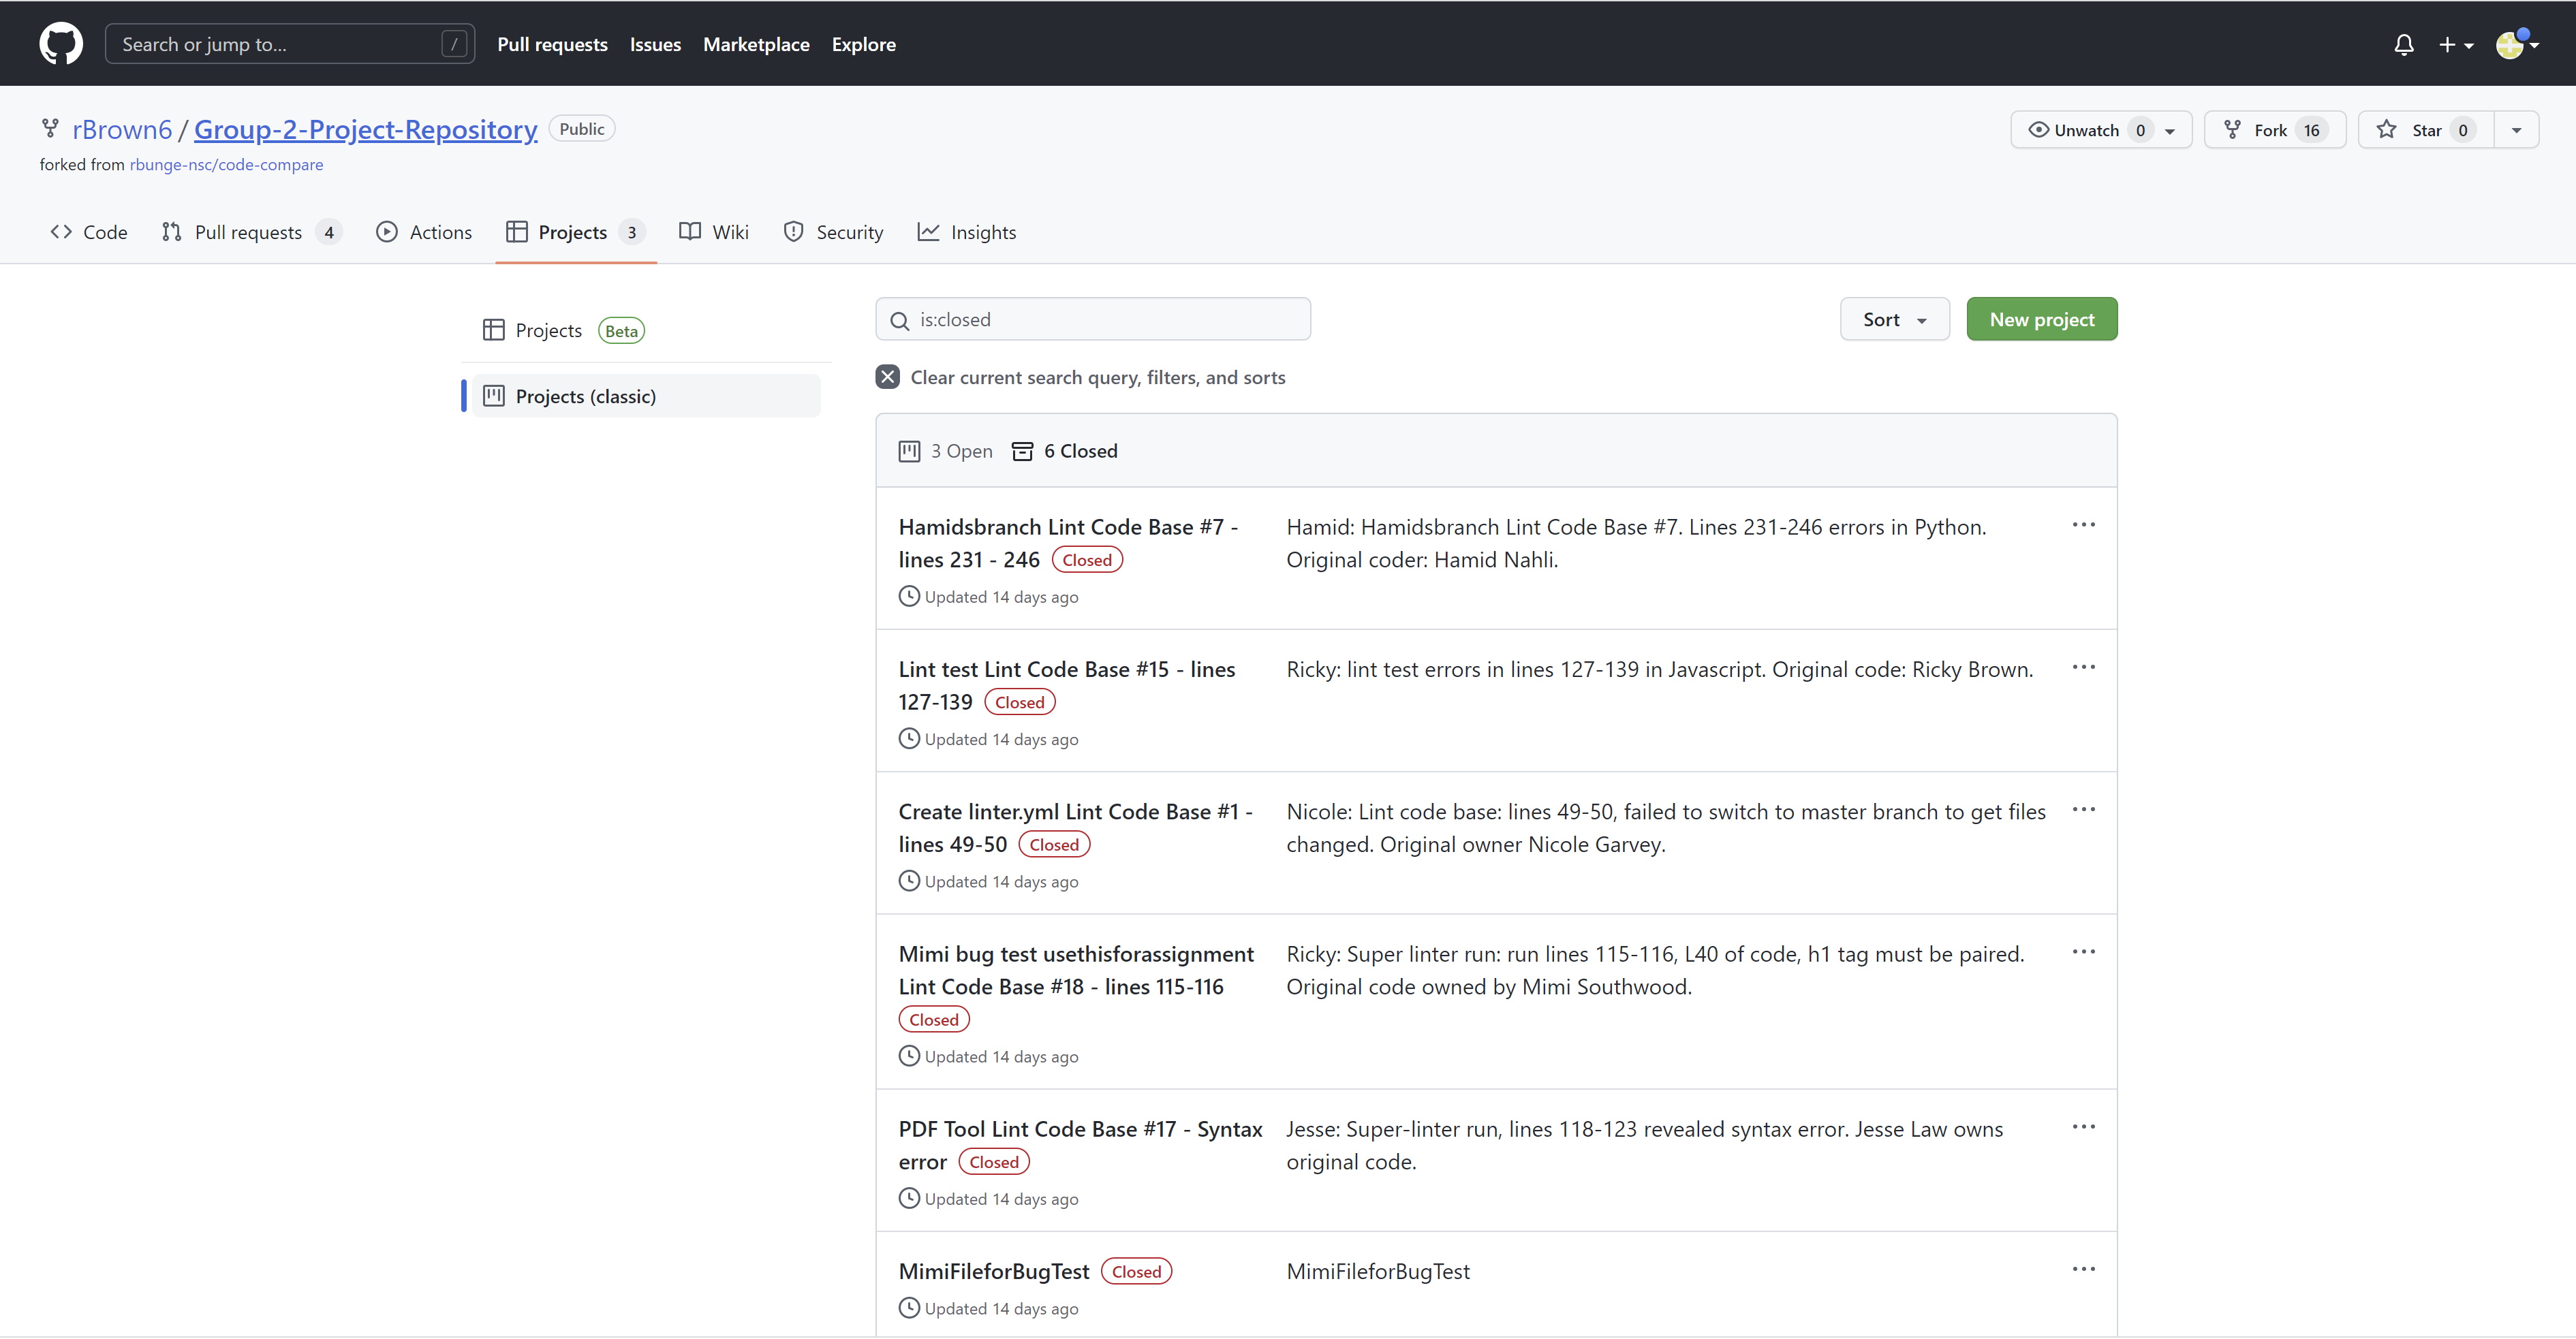 Search or jump to... /
Pull requests Issues Marketplace Explore
rBrown6 / Group-2-Project-Repository Public
Unwatch 0 Fork 16 Star 0
forked from rbunge-nsc/code-compare
Code Pull requests 4 Actions Projects 3 Wiki Security Insights
Projects Beta
Projects (classic)
is:closed
Sort New project
Clear current search query, filters, and sorts
3 Open 6 Closed
Hamidsbranch Lint Code Base #7 -
lines 231 - 246 Closed
Updated 14 days ago
Hamid: Hamidsbranch Lint Code Base #7. Lines 231-246 errors in Python.
Original coder: Hamid Nahli.
Lint test Lint Code Base #15 - lines
127-139 Closed
Updated 14 days ago
Ricky: lint test errors in lines 127-139 in Javascript. Original code: Ricky Brown.
Create linter.yml Lint Code Base #1 -
lines 49-50 Closed
Updated 14 days ago
Nicole: Lint code base: lines 49-50, failed to switch to master branch to get files
changed. Original owner Nicole Garvey.
Mimi bug test usethisforassignment
Lint Code Base #18 - lines 115-116
Closed
Updated 14 days ago
Ricky: Super linter run: run lines 115-116, L40 of code, h1 tag must be paired.
Original code owned by Mimi Southwood.
PDF Tool Lint Code Base #17 - Syntax
error Closed
Updated 14 days ago
Jesse: Super-linter run, lines 118-123 revealed syntax error. Jesse Law owns
original code.
MimiFileforBugTest Closed
Updated 14 days ago
MimiFileforBugTest